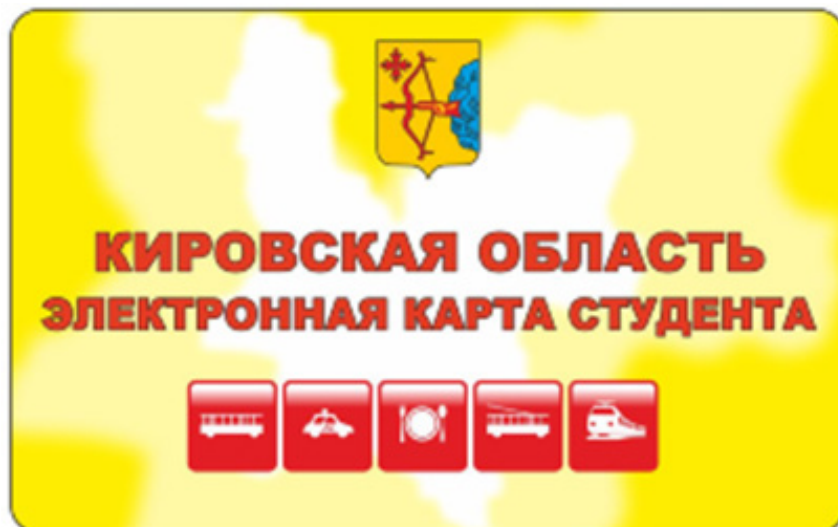 КИРОВСКАЯ ОБЛАСТЬ
ЭЛЕКТРОННАЯ КАРТА СТУДЕНТА